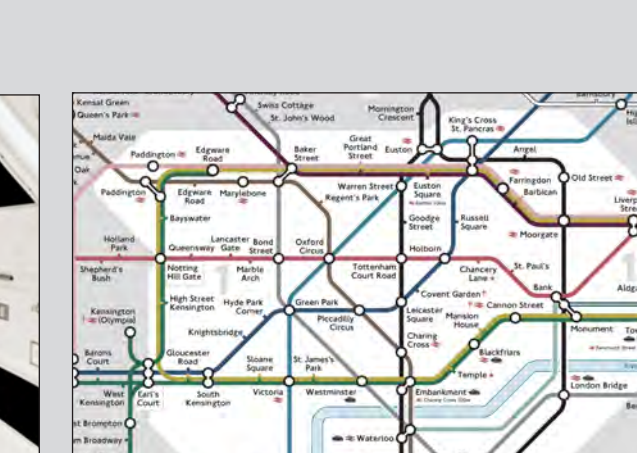 Kensal Green
Queen's Park
Maida Vale
Paddington
Edgware
Road
Swiss Cottage
St. John's Wood
Baker
Street
Great
Portland
Street
Mornington
Crescent
Euston
King's Cross
St. Pancras
Angel
Old Street
Farringdon
Barbican
Moorgate
Paddington
Edgware
Road
Marylebone
Regent's Park
Warren Street
Euston
Square
Goodge
Street
Russell
Square
Bayswater
Holland
Park
Queensway
Lancaster
Gate
Bond
Street
Oxford
Circus
Holborn
Shepherd's
Bush
Notting
Hill Gate
1
Marble
Arch
Tottenham
Court Road
Chancery
Lane
St. Paul's
1
Bank
Kensington
(Olympia)
High Street
Kensington
Hyde Park
Corner
Green Park
Piccadilly
Circus
Covent Garden
Leicester
Square
Cannon Street
Mansion
House
Monument
Knightsbridge
Charing
Cross
Blackfriars
Barons
Court
Gloucester
Road
Sloane
Square
St. James's
Park
Temple
West
Kensington
Earl's
Court
South
Kensington
Victoria
Westminster
Embankment
London Bridge
Waterloo